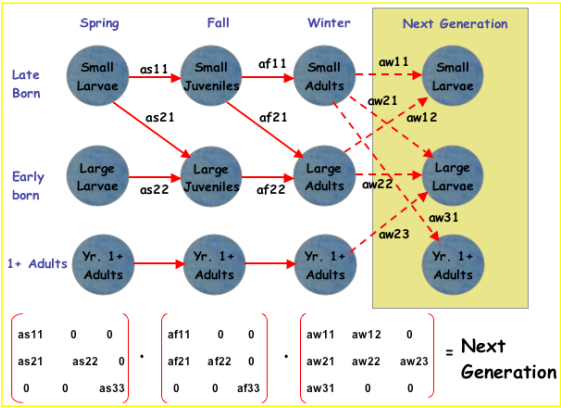 Spring Fall Winter Next Generation
Late
Born
Small
Larvae
as11
Small
Juveniles
af11
Small
Adults
aw11
Small
Larvae
as21
af21
aw21
aw12
Early
born
Large
Larvae
as22
Large
Juveniles
af22
Large
Adults
aw22
Large
Larvae
aw31
aw23
1+ Adults
Yr. 1+
Adults
Yr. 1+
Adults
Yr. 1+
Adults
Yr. 1+
Adults
as11 0 0 af11 0 0 aw11 aw12 0
as21 as22 0 . af21 af22 0 . aw21 aw22 aw23 = Next
0 0 as33 0 0 af33 aw31 0 0 Generation